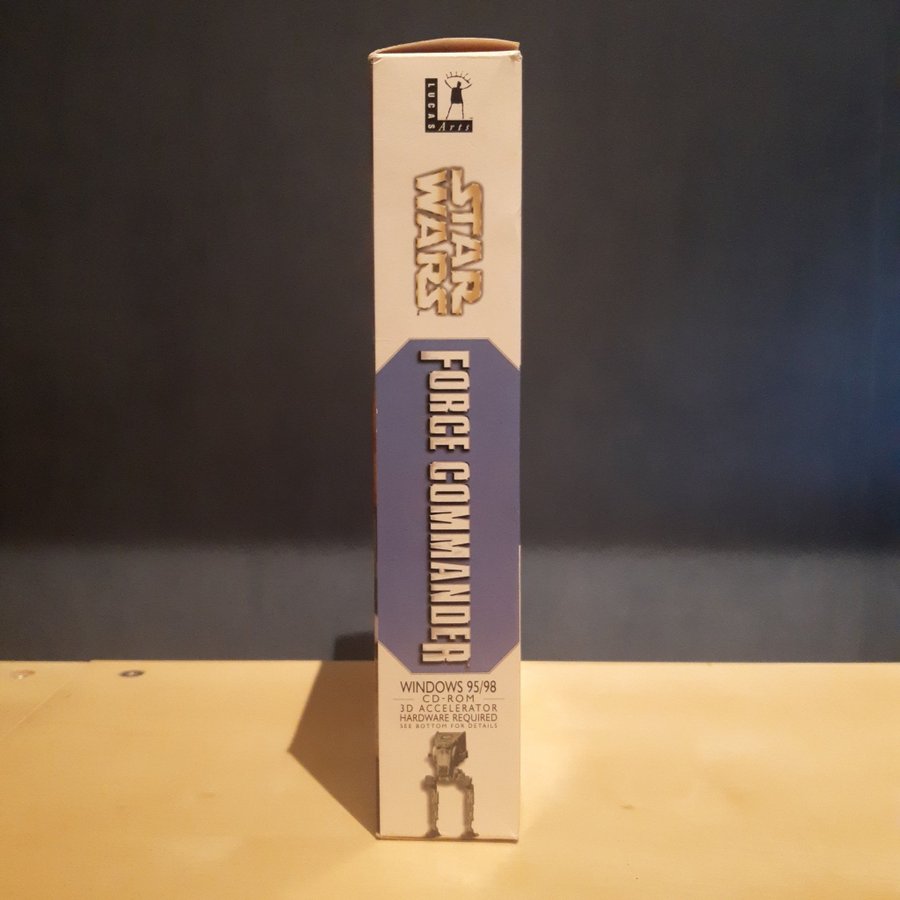 LUCAS
Arts
STAR
WARS
FORCE COMMANDER
WINDOWS 95/98
CD-ROM
3D ACCELERATOR
HARDWARE REQUIRED
SEE BOTTOM FOR DETAILS